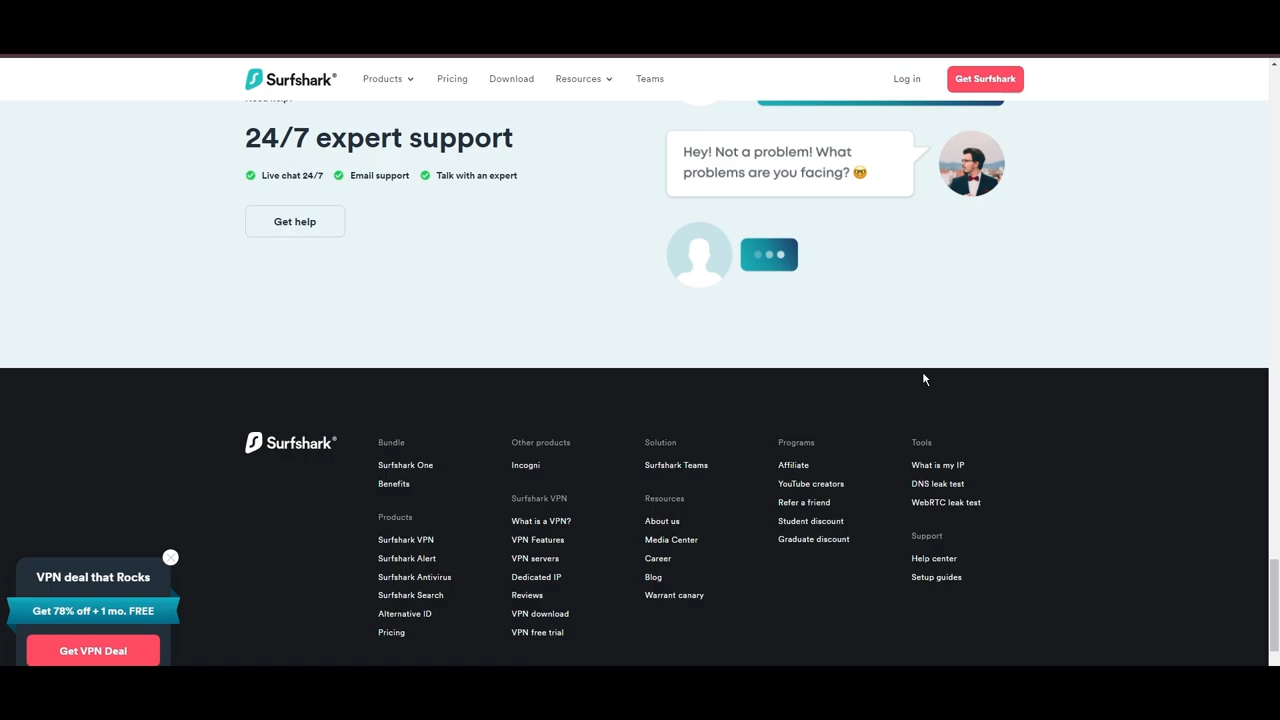 Surfshark®
Products
Pricing
Download
Resources
Teams
Log in
Get Surfshark
24/7 expert support
Live chat 24/7
Email support
Talk with an expert
Get help
Hey! Not a problem! What
problems are you facing? 🤓
Surfshark®
Bundle
Surfshark One
Benefits
Products
Surfshark VPN
Surfshark Alert
Surfshark Antivirus
Surfshark Search
Alternative ID
Pricing
Other products
Incogni
Surfshark VPN
What is a VPN?
VPN Features
VPN servers
Dedicated IP
Reviews
VPN download
VPN free trial
Solution
Surfshark Teams
Resources
About us
Media Center
Career
Blog
Warrant canary
Programs
Affiliate
YouTube creators
Refer a friend
Student discount
Graduate discount
Tools
What is my IP
DNS leak test
WebRTC leak test
Support
Help center
Setup guides
VPN deal that Rocks
Get 78% off + 1 mo. FREE
Get VPN Deal